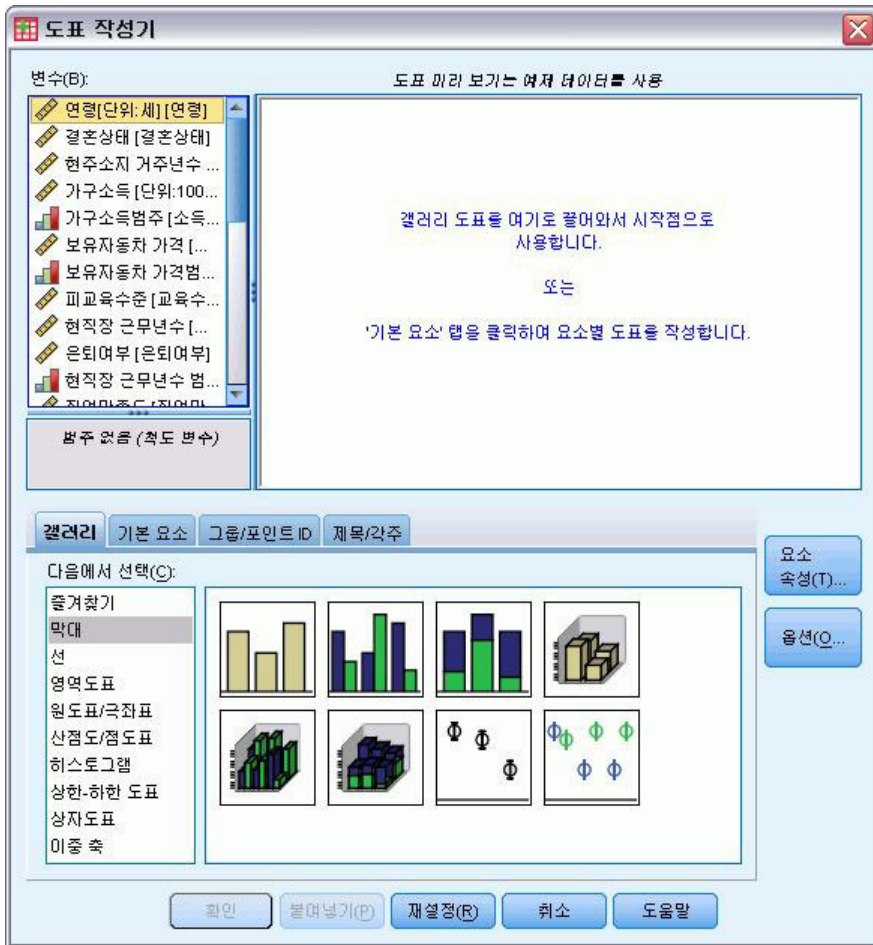 도표 작성기
변수(B):
도표 미리 보기는 예제 데이터를 사용
연령[단위:세] [연령]
결혼상태 [결혼상태]
현주소지 거주년수 ...
가구소득 [단위:100...
가구소득범주 [소득...
보유자동차 가격 [...
보유자동차 가격범...
피교육수준 [교육수...
현직장 근무년수 [...
은퇴여부 [은퇴여부]
현직장 근무년수 범...
범주 없음 (척도 변수)
갤러리 도표를 여기로 끌어와서 시작점으로
사용합니다.
또는
'기본 요소' 탭을 클릭하여 요소별 도표를 작성합니다.
갤러리
기본 요소
그룹/포인트 ID
제목/각주
다음에서 선택(C):
즐겨찾기
막대
선
영역도표
원도표/극좌표
산점도/점도표
히스토그램
상한-하한 도표
상자도표
이중 축
요소
속성(T)...
옵션(O...
확인
붙여넣기(P)
재설정(R)
취소
도움말